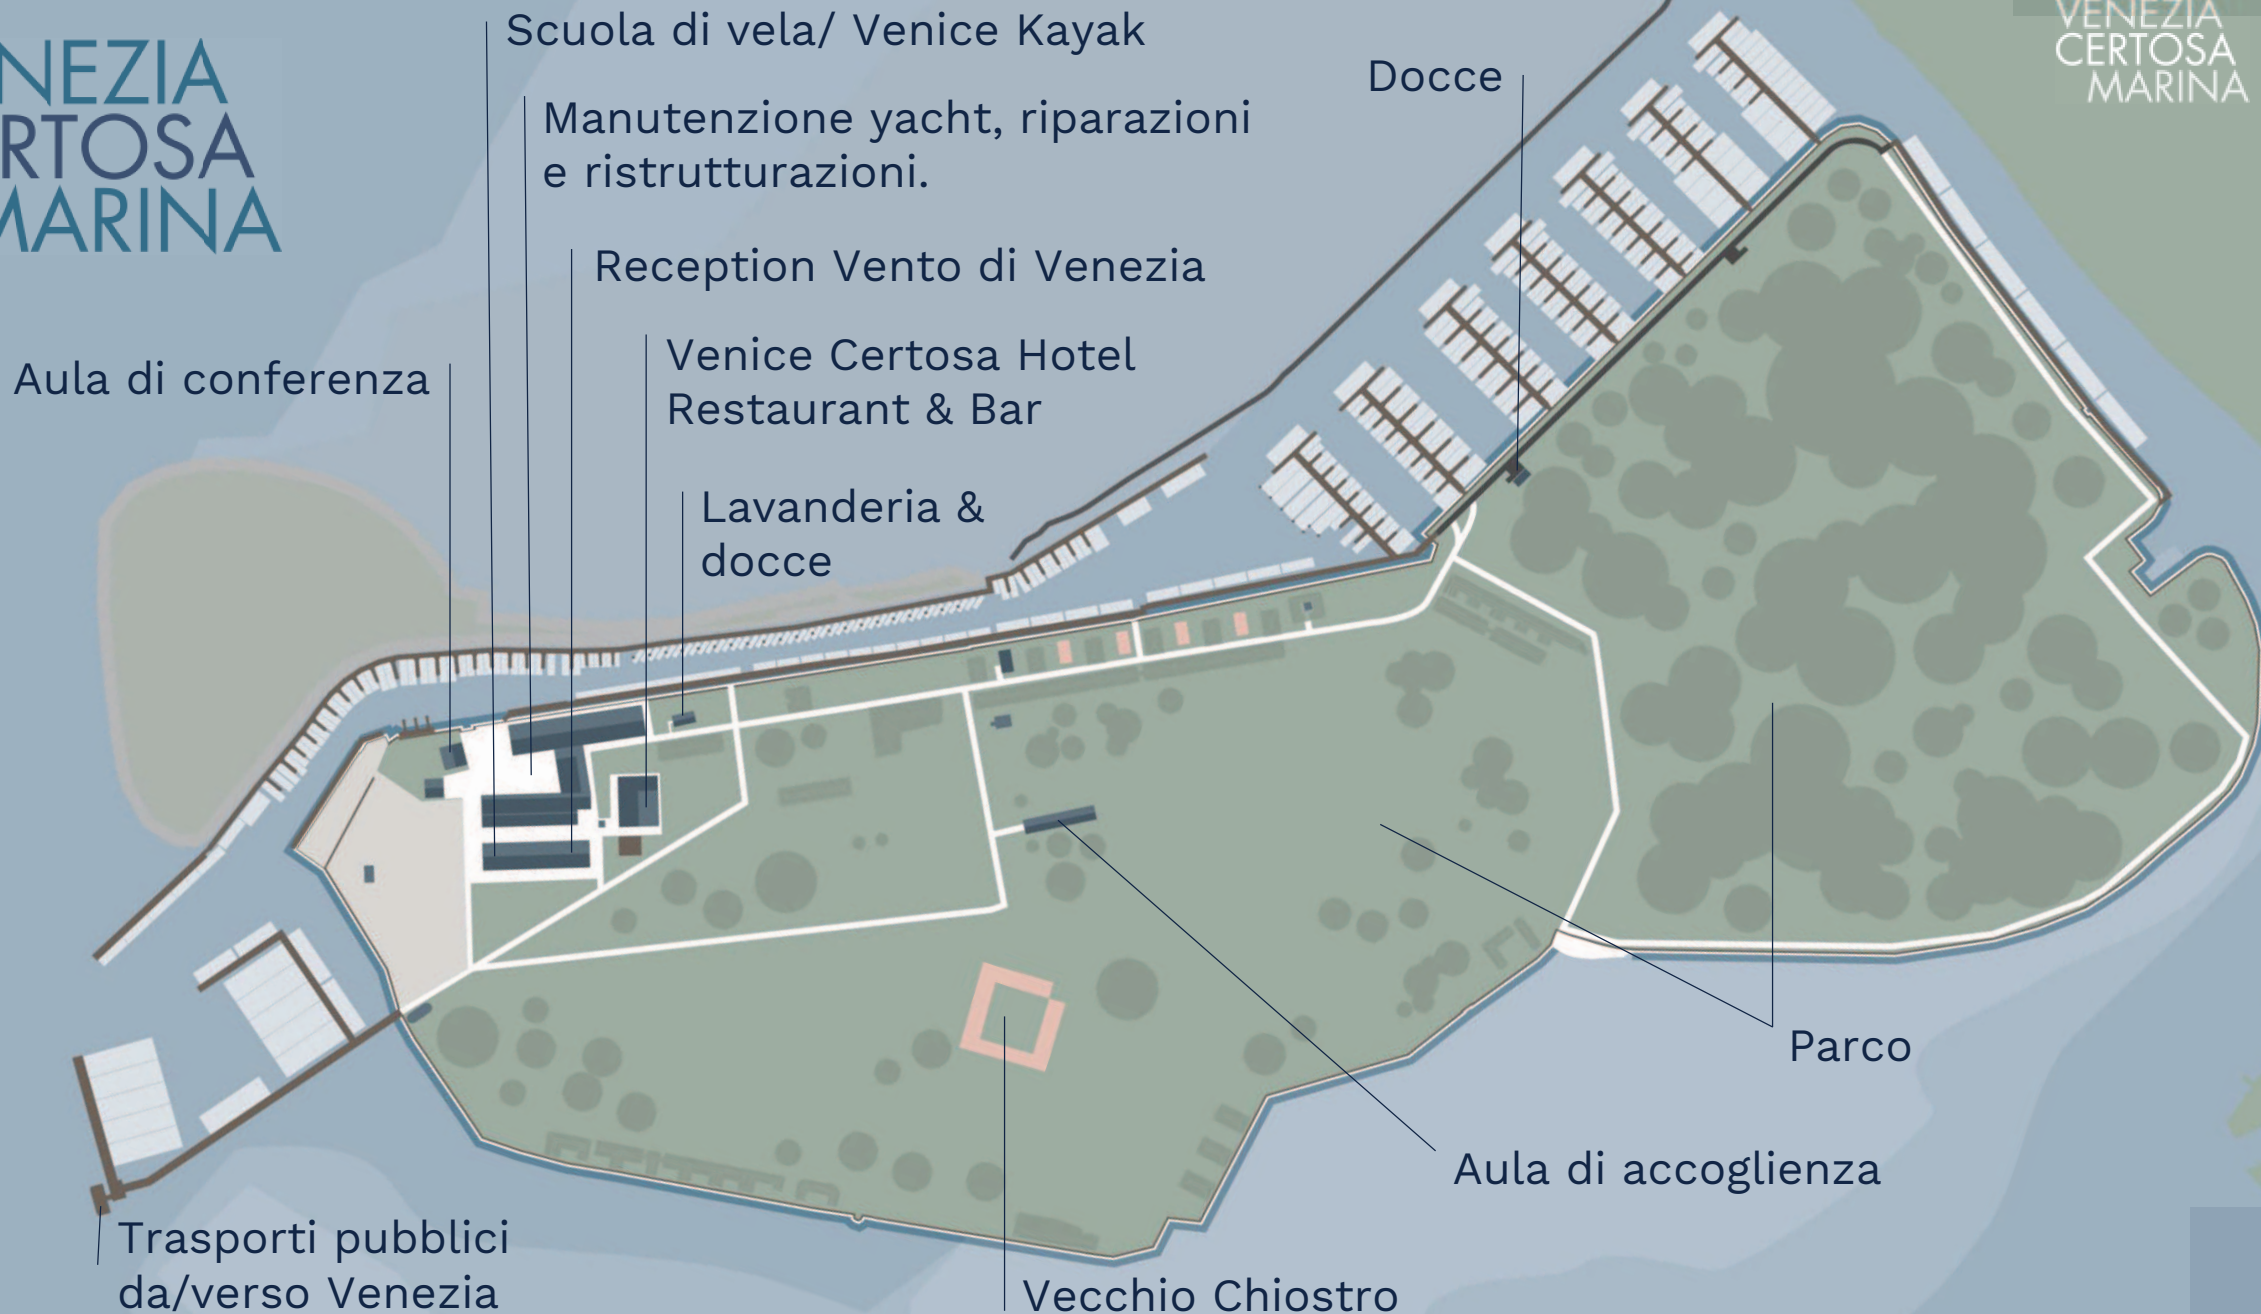 Scuola di vela/ Venice Kayak
NEZIA
RTOSA
MARINA
VENEZIA
CERTOSA
MARINA
Docce
Manutenzione yacht, riparazioni
e ristrutturazioni.
Reception Vento di Venezia
Venice Certosa Hotel
Restaurant & Bar
Aula di conferenza
Lavanderia &
docce
Parco
Aula di accoglienza
Trasporti pubblici
da/verso Venezia
Vecchio Chiostro